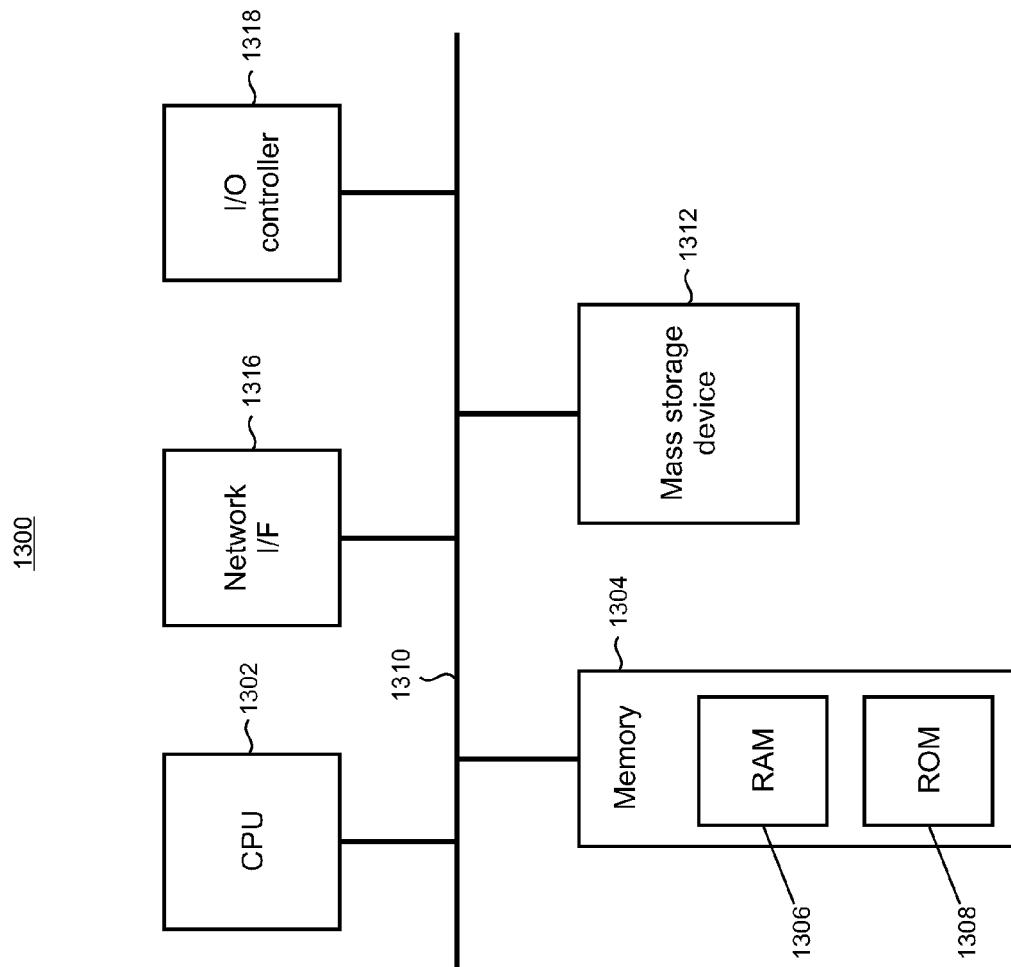 1300
CPU
1302
Network
I/F
1316
I/O
controller
1318
1310
Memory
1304
RAM
1306
ROM
1308
Mass storage
device
1312